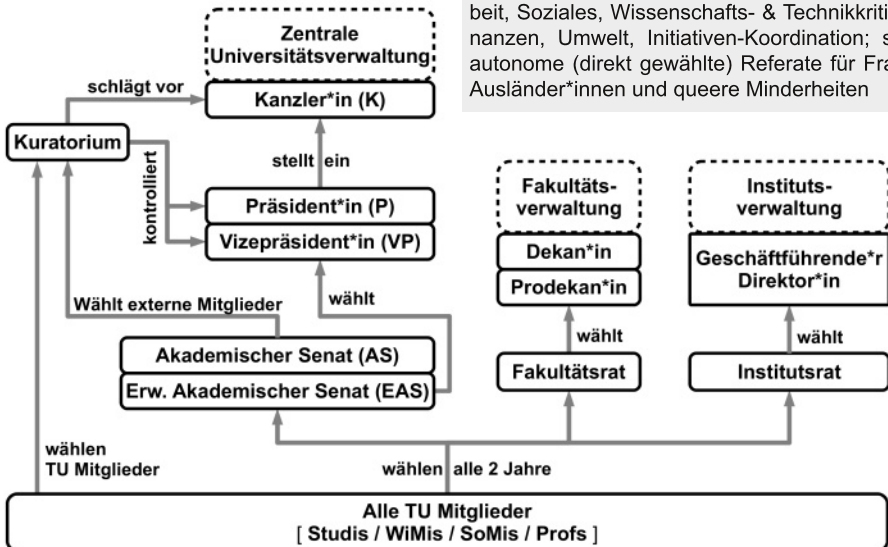 beit, Soziales, Wissenschafts- & Technikkriti
nanzen, Umwelt, Initiativen-Koordination; s
autonome (direkt gewählte) Referate für Fra
Ausländer*innen und queere Minderheiten
Zentrale
Universitätsverwaltung
schlägt vor
Kanzler*in (K)
Kuratorium
stellt ein
kontrolliert
Präsident*in (P)
Vizepräsident*in (VP)
Fakultäts-
verwaltung
Dekan*in
Prodekan*in
Instituts-
verwaltung
Geschäftführende*r
Direktor*in
Wählt externe Mitglieder
wählt
wählt
wählt
Akademischer Senat (AS)
Erw. Akademischer Senat (EAS)
Fakultätsrat
Institutsrat
wählen
TU Mitglieder
wählen alle 2 Jahre
Alle TU Mitglieder
[ Studis / WiMis / SoMis / Profs ]